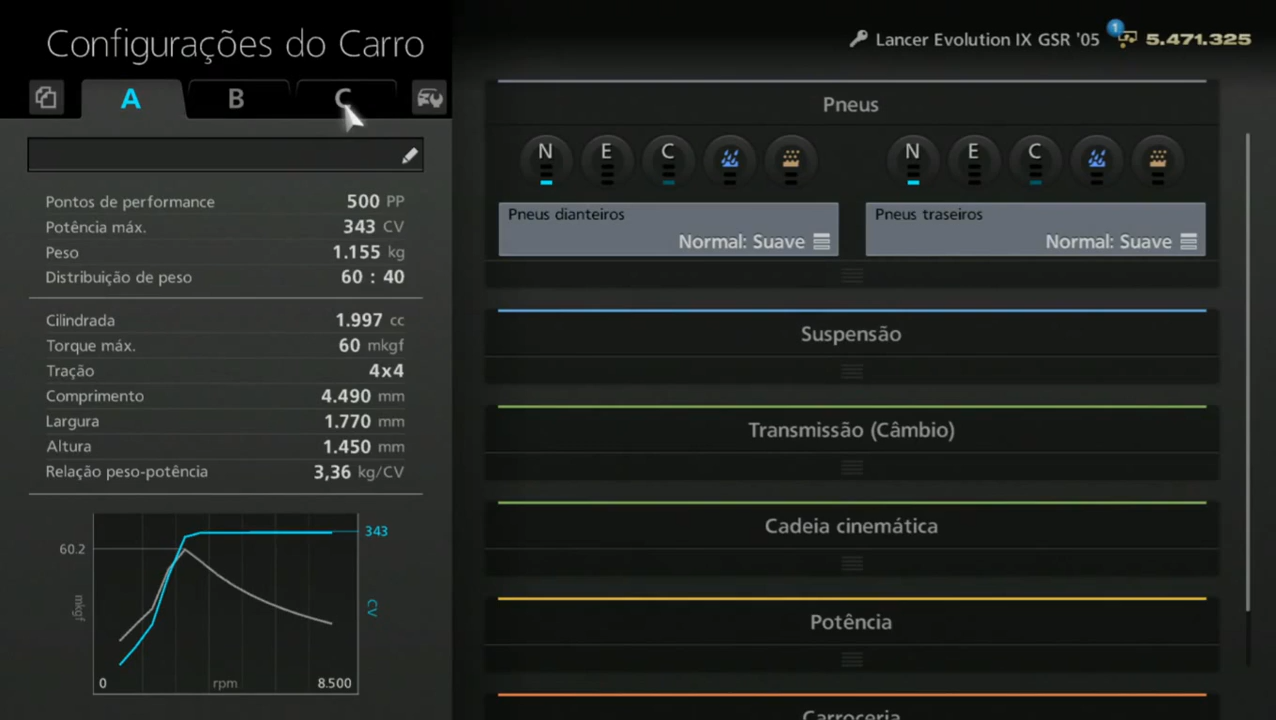 Configurações do Carro
Lancer Evolution IX GSR '05
1
5.471.325
A B C
Pontos de performance 500 PP
Potência máx. 343 CV
Peso 1.155 kg
Distribuição de peso 60 : 40
Cilindrada 1.997 cc
Torque máx. 60 mkgf
Tração 4x4
Comprimento 4.490 mm
Largura 1.770 mm
Altura 1.450 mm
Relação peso-potência 3,36 kg/CV
343
60.2
mkgf
CV
0 rpm 8.500
Pneus
N E C N E C
Pneus dianteiros
Normal: Suave
Pneus traseiros
Normal: Suave
Suspensão
Transmissão (Câmbio)
Cadeia cinemática
Potência
Carroceria